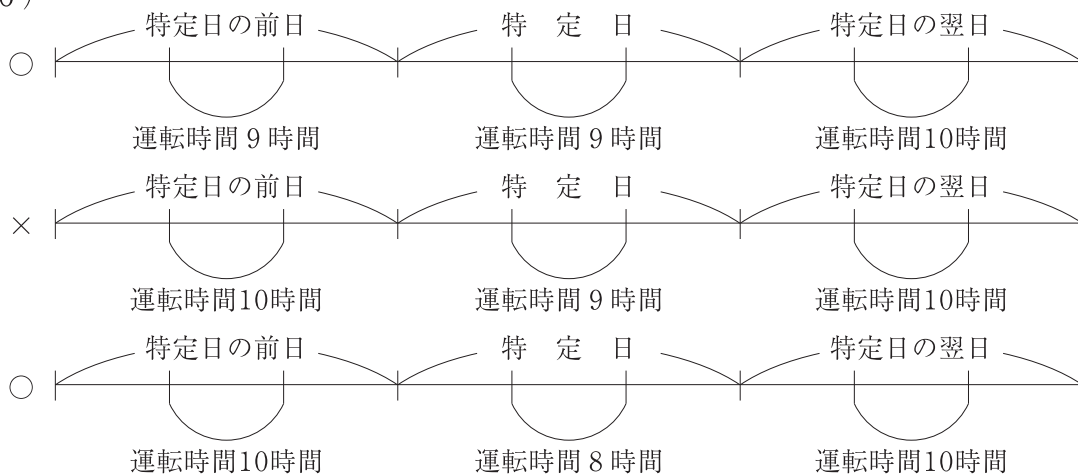 特定日の前日 特 定 日 特定日の翌日
○
運転時間9時間 運転時間9時間 運転時間10時間
特定日の前日 特 定 日 特定日の翌日
×
運転時間10時間 運転時間9時間 運転時間10時間
特定日の前日 特 定 日 特定日の翌日
○
運転時間10時間 運転時間8時間 運転時間10時間